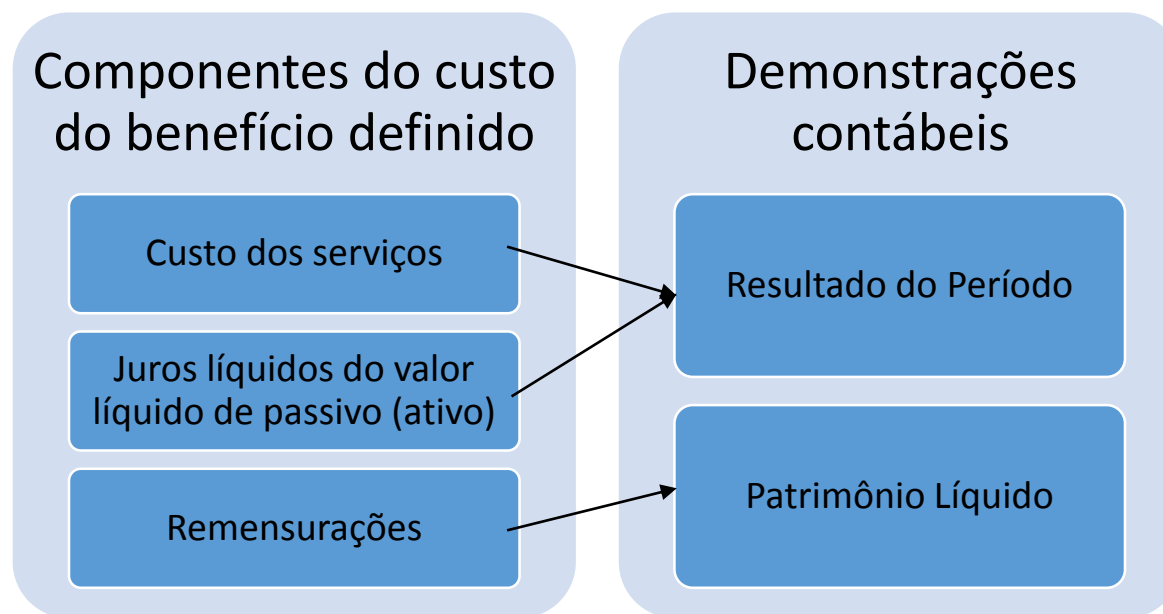 Componentes do custo
do benefício definido
Custo dos serviços
Juros líquidos do valor
líquido de passivo (ativo)
Remensurações
Demonstrações
contábeis
Resultado do Período
Patrimônio Líquido